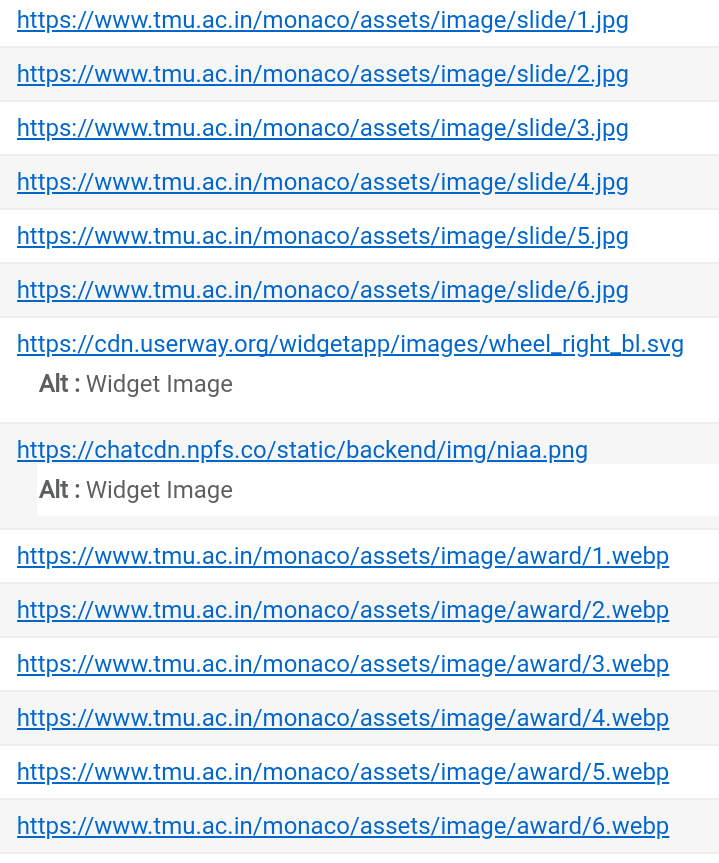 https://www.tmu.ac.in/monaco/assets/image/slide/1.jpg
https://www.tmu.ac.in/monaco/assets/image/slide/2.jpg
https://www.tmu.ac.in/monaco/assets/image/slide/3.jpg
https://www.tmu.ac.in/monaco/assets/image/slide/4.jpg
https://www.tmu.ac.in/monaco/assets/image/slide/5.jpg
https://www.tmu.ac.in/monaco/assets/image/slide/6.jpg
https://cdn.userway.org/widgetapp/images/wheel_right_bl.svg
Alt : Widget Image
https://chatcdn.npfs.co/static/backend/img/niaa.png
Alt : Widget Image
https://www.tmu.ac.in/monaco/assets/image/award/1.webp
https://www.tmu.ac.in/monaco/assets/image/award/2.webp
https://www.tmu.ac.in/monaco/assets/image/award/3.webp
https://www.tmu.ac.in/monaco/assets/image/award/4.webp
https://www.tmu.ac.in/monaco/assets/image/award/5.webp
https://www.tmu.ac.in/monaco/assets/image/award/6.webp